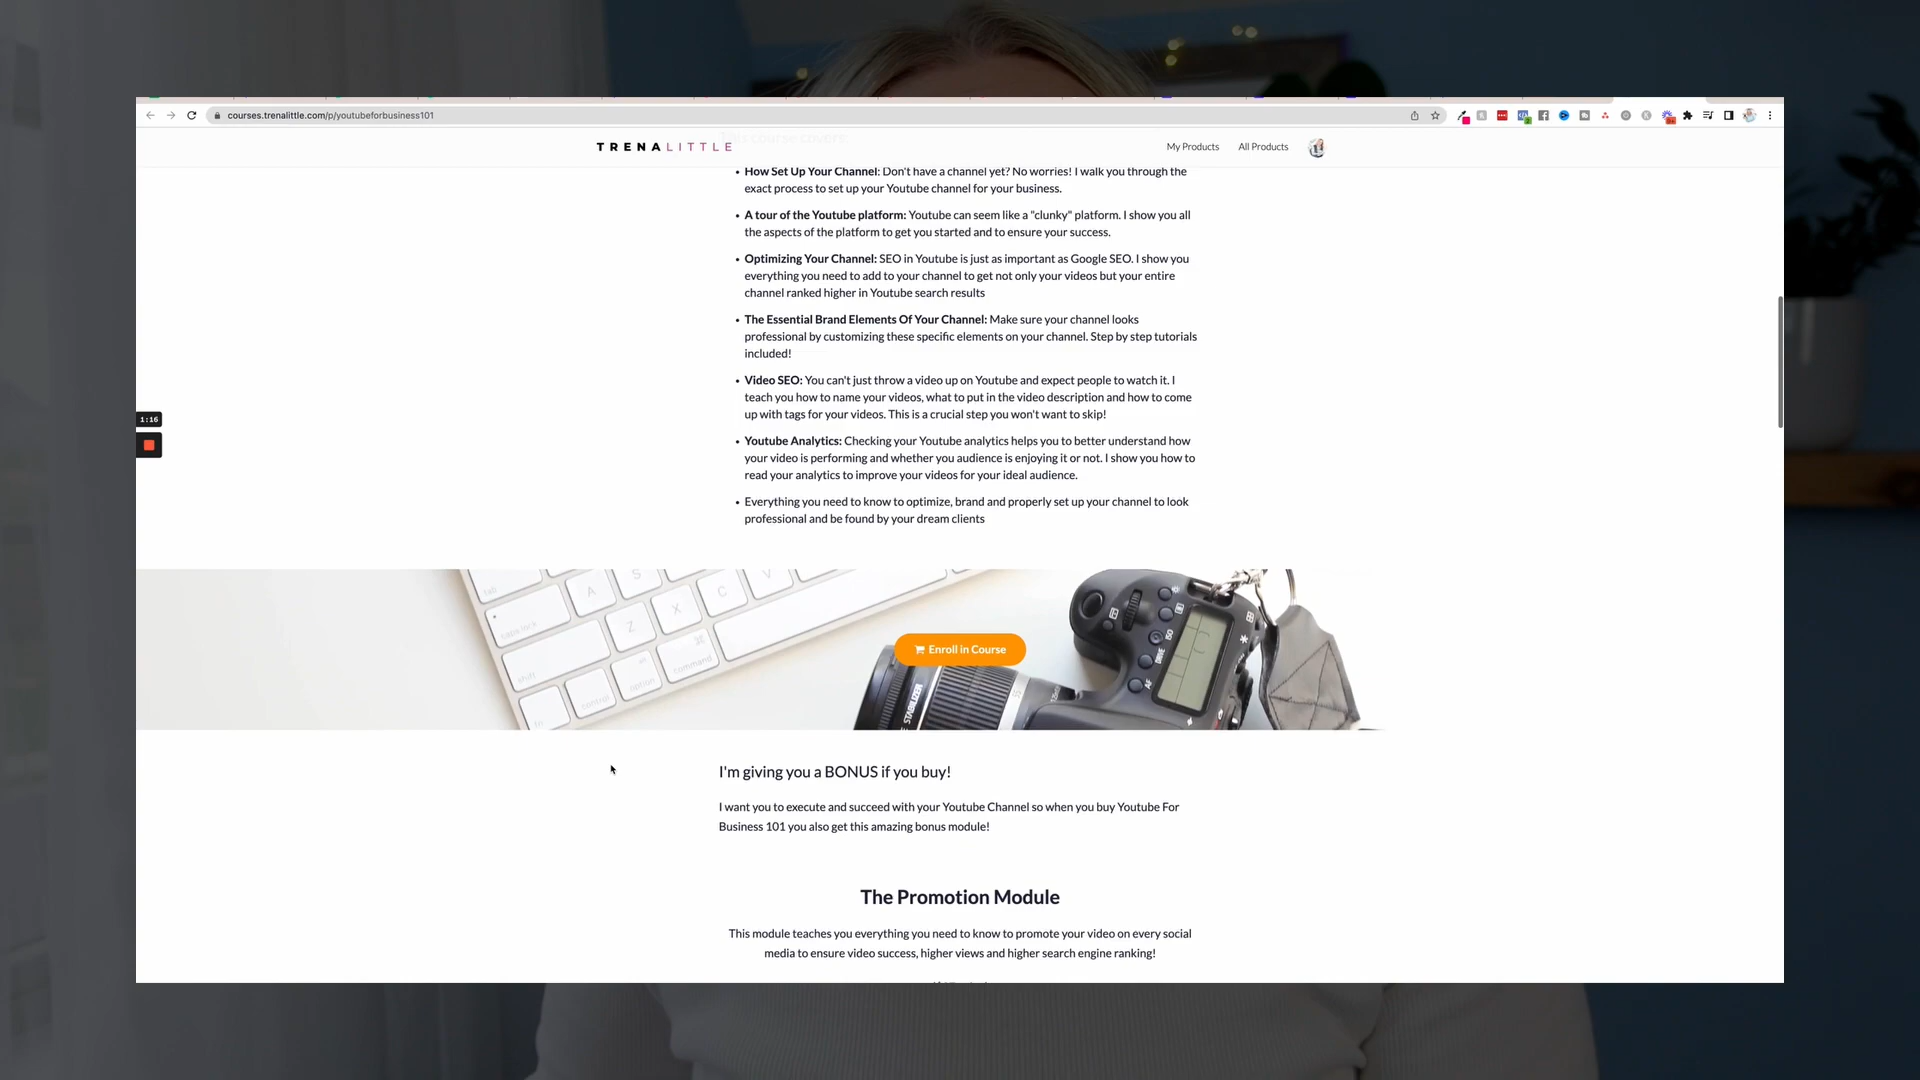 courses.trenalittle.com/p/youtubeforbusiness101
This course covers:
TRENALITTLE
My Products
All Products
• How Set Up Your Channel: Don't have a channel yet? No worries! I walk you through the
exact process to set up your Youtube channel for your business.
• A tour of the Youtube platform: Youtube can seem like a "clunky" platform. I show you all
the aspects of the platform to get you started and to ensure your success.
• Optimizing Your Channel: SEO in Youtube is just as important as Google SEO. I show you
everything you need to add to your channel to get not only your videos but your entire
channel ranked higher in Youtube search results
• The Essential Brand Elements Of Your Channel: Make sure your channel looks
professional by customizing these specific elements on your channel. Step by step tutorials
included!
• Video SEO: You can't just throw a video up on Youtube and expect people to watch it. I
teach you how to name your videos, what to put in the video description and how to come
up with tags for your videos. This is a crucial step you won't want to skip!
1:16
• Youtube Analytics: Checking your Youtube analytics helps you to better understand how
your video is performing and whether you audience is enjoying it or not. I show you how to
read your analytics to improve your videos for your ideal audience.
• Everything you need to know to optimize, brand and properly set up your channel to look
professional and be found by your dream clients
tab
A S
caps lock
Z X C V
shift
fn control option command
Enroll in Course
STABILIZER
ISO
DRIVE
AF
I'm giving you a BONUS if you buy!
I want you to execute and succeed with your Youtube Channel so when you buy Youtube For
Business 101 you also get this amazing bonus module!
The Promotion Module
This module teaches you everything you need to know to promote your video on every social
media to ensure video success, higher views and higher search engine ranking!